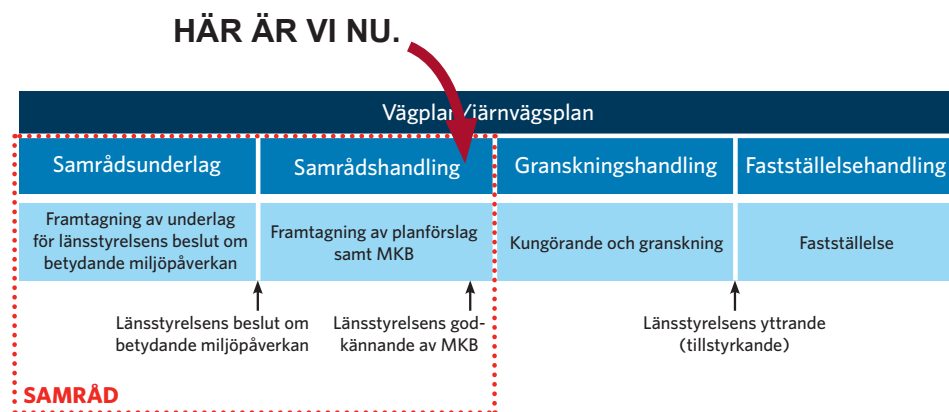 HÄR ÄR VI NU.
Vägplan/järnvägsplan
Samrådsunderlag
Samrådshandling
Granskningshandling
Fastställelsehandling
Framtagning av underlag
för länsstyrelsens beslut om
betydande miljöpåverkan
Framtagning av planförslag
samt MKB
Kungörande och granskning
Fastställelse
Länsstyrelsens beslut om
betydande miljöpåverkan
Länsstyrelsens god-
kännande av MKB
Länsstyrelsens yttrande
(tillstyrkande)
SAMRÅD